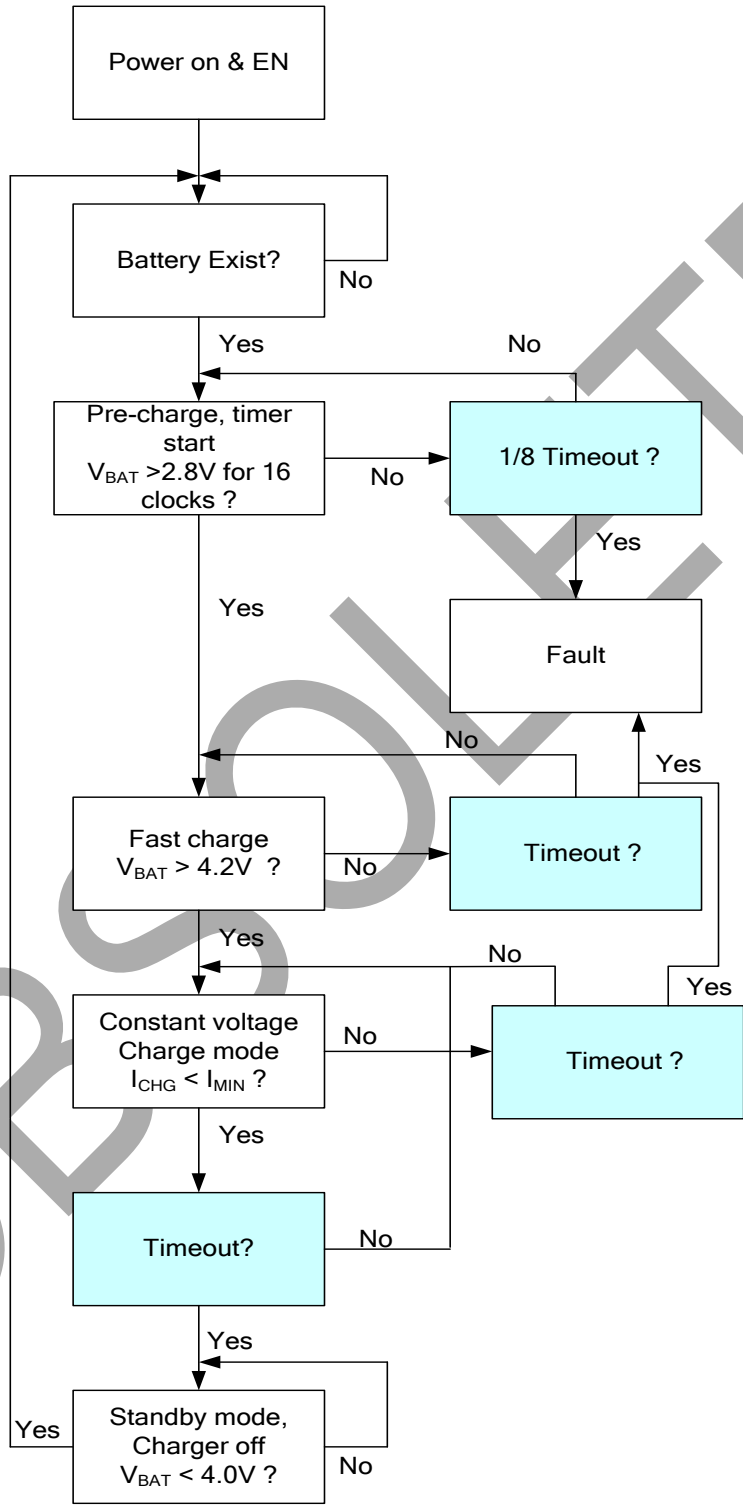 Power on & EN
Battery Exist?
No
Yes
No
Pre-charge, timer
start
V_BAT >2.8V for 16
clocks ?
No
1/8 Timeout ?
Yes
Yes
Fault
No
Yes
Fast charge
V_BAT > 4.2V ?
No
Timeout ?
Yes
No
Yes
Constant voltage
Charge mode
I_CHG < I_MIN ?
No
Timeout ?
Yes
Timeout?
No
Yes
Yes
Standby mode,
Charger off
V_BAT < 4.0V ?
No